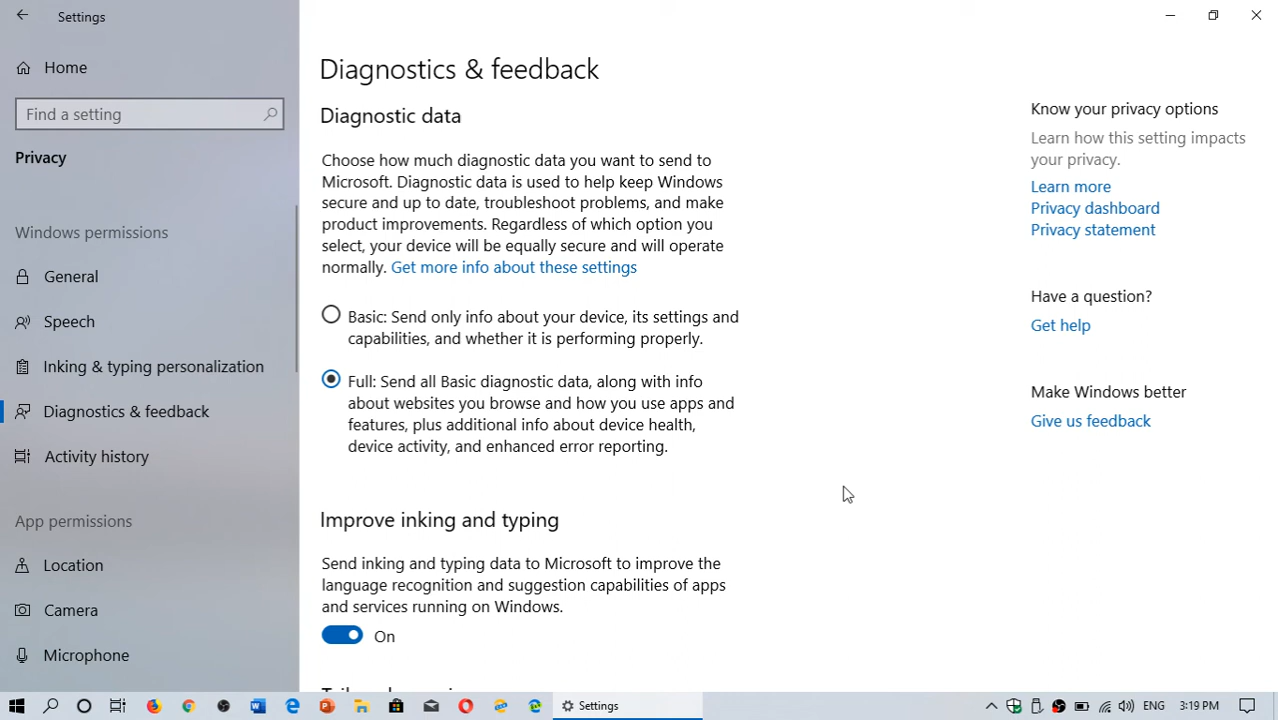 Settings
Home
Find a setting
Privacy
Windows permissions
General
Speech
Inking & typing personalization
Diagnostics & feedback
Activity history
App permissions
Location
Camera
Microphone
Diagnostics & feedback
Diagnostic data
Choose how much diagnostic data you want to send to
Microsoft. Diagnostic data is used to help keep Windows
secure and up to date, troubleshoot problems, and make
product improvements. Regardless of which option you
select, your device will be equally secure and will operate
normally. Get more info about these settings
Basic: Send only info about your device, its settings and
capabilities, and whether it is performing properly.
Full: Send all Basic diagnostic data, along with info
about websites you browse and how you use apps and
features, plus additional info about device health,
device activity, and enhanced error reporting.
Improve inking and typing
Send inking and typing data to Microsoft to improve the
language recognition and suggestion capabilities of apps
and services running on Windows.
On
Know your privacy options
Learn how this setting impacts
your privacy.
Learn more
Privacy dashboard
Privacy statement
Have a question?
Get help
Make Windows better
Give us feedback
Settings
ENG
3:19 PM